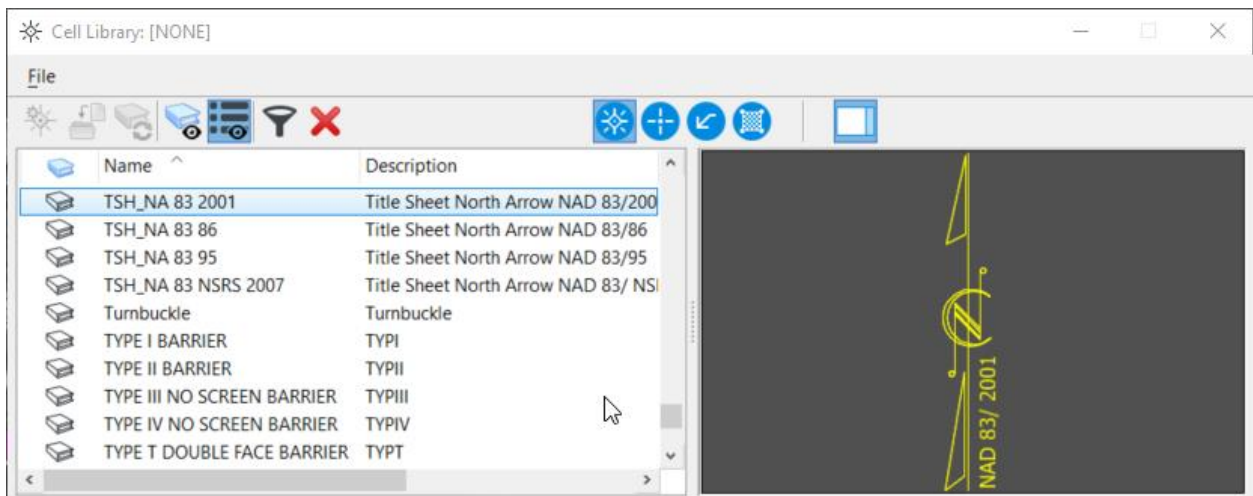 Cell Library: [NONE]
File
Name Description
TSH_NA 83 2001 Title Sheet North Arrow NAD 83/200
TSH_NA 83 86 Title Sheet North Arrow NAD 83/86
TSH_NA 83 95 Title Sheet North Arrow NAD 83/95
TSH_NA 83 NSRS 2007 Title Sheet North Arrow NAD 83/ NSI
Turnbuckle Turnbuckle
TYPE I BARRIER TYPI
TYPE II BARRIER TYPII
TYPE III NO SCREEN BARRIER TYPIII
TYPE IV NO SCREEN BARRIER TYPIV
TYPE T DOUBLE FACE BARRIER TYPT
NAD 83/ 2001